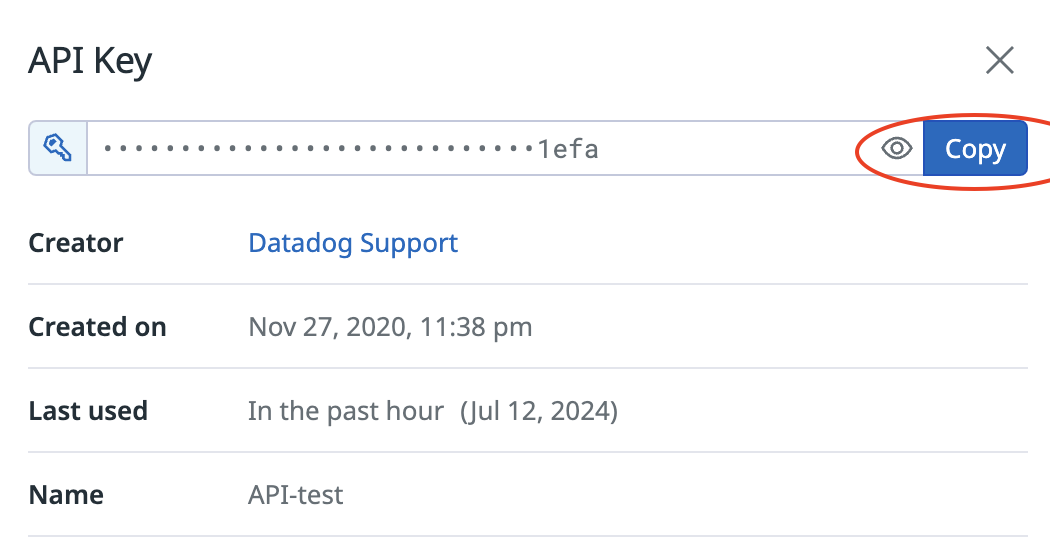 API Key
••••••••••••••••••••••••••••1efa Copy
Creator Datadog Support
Created on Nov 27, 2020, 11:38 pm
Last used In the past hour (Jul 12, 2024)
Name API-test